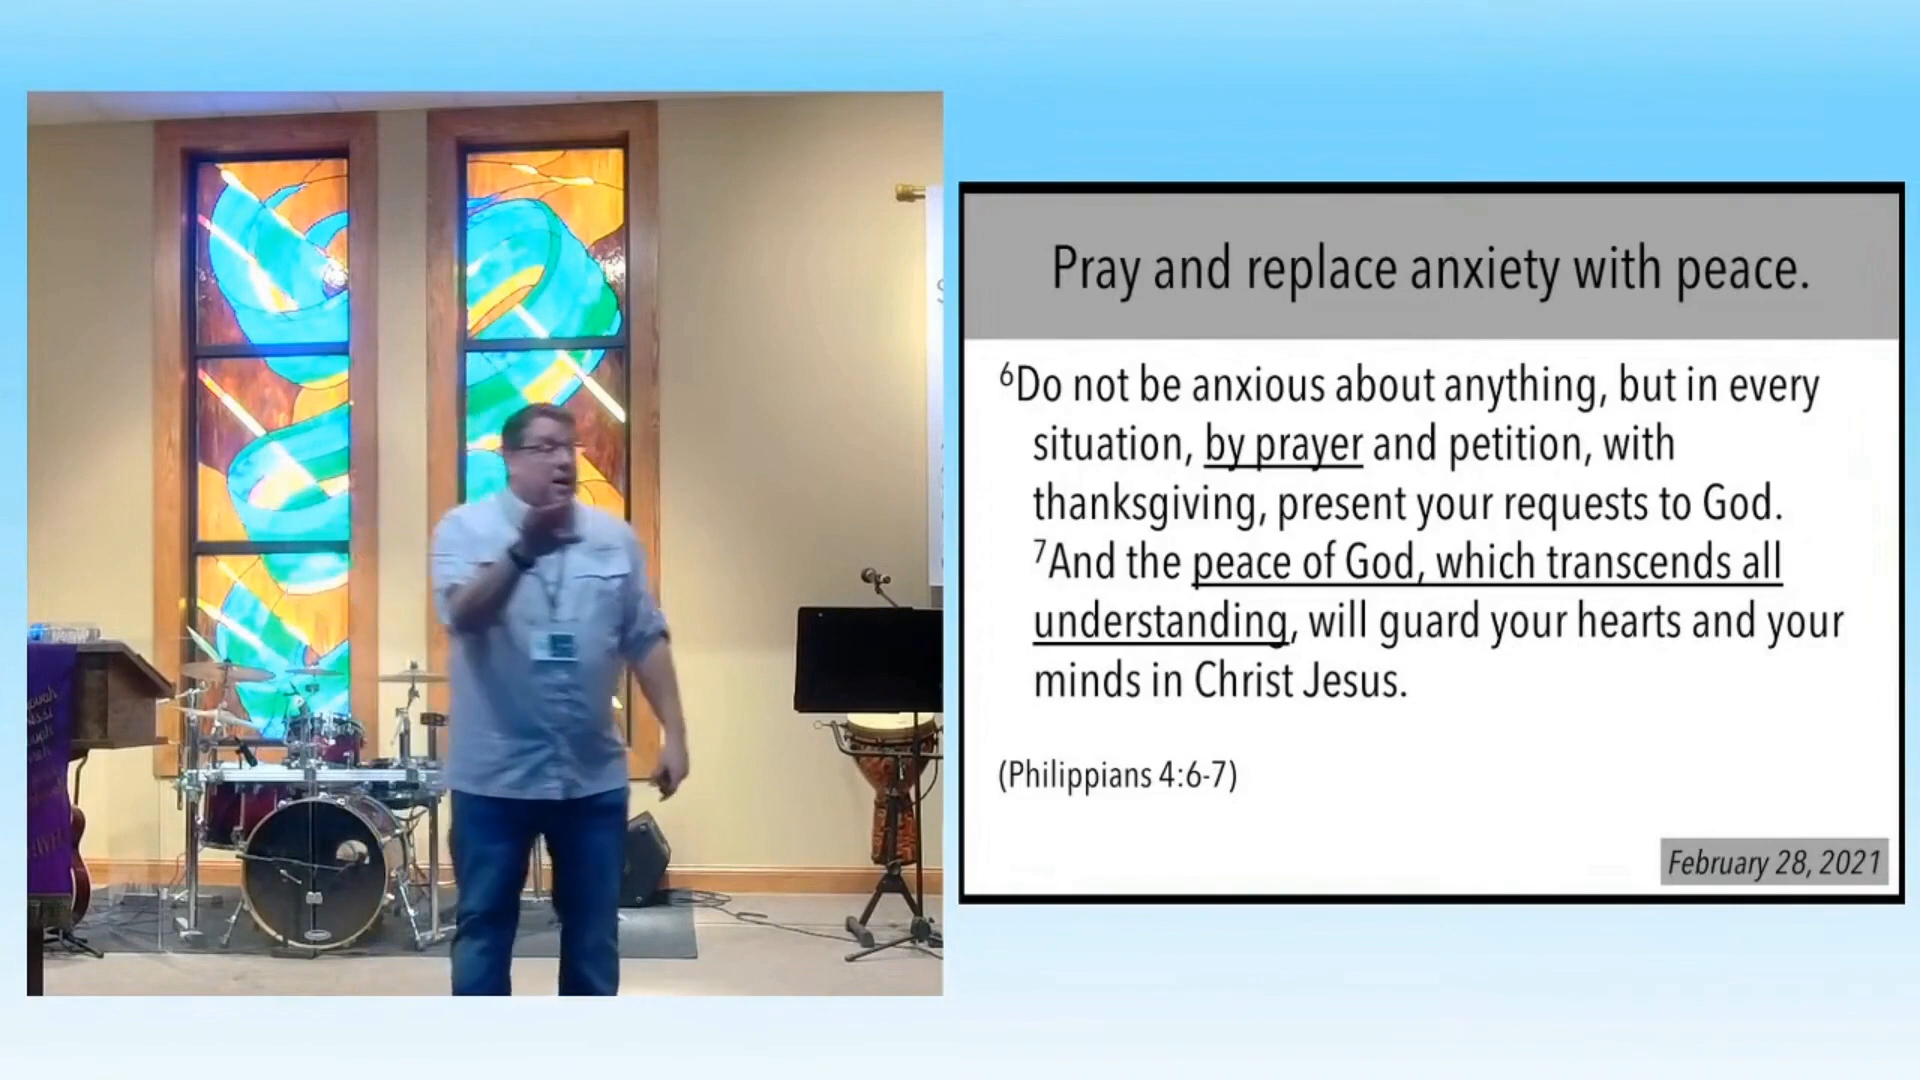 Pray and replace anxiety with peace.
⁶Do not be anxious about anything, but in every
situation, by prayer and petition, with
thanksgiving, present your requests to God.
⁷And the peace of God, which transcends all
understanding, will guard your hearts and your
minds in Christ Jesus.
(Philippians 4:6-7)
February 28, 2021